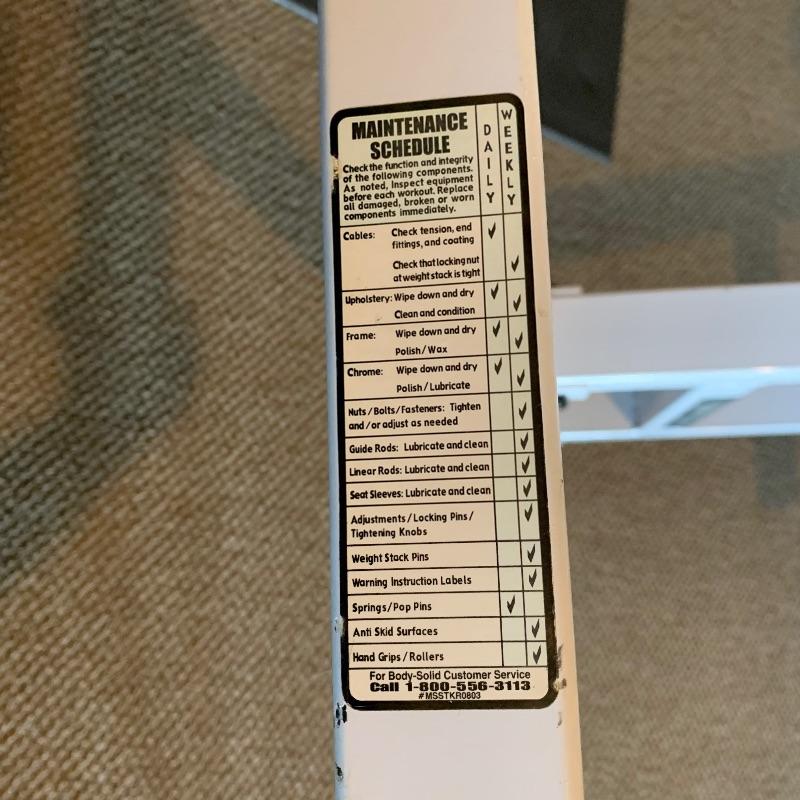 MAINTENANCE
SCHEDULE
DAILY
WEEKLY
Check the function and integrity
of the following components.
As noted, Inspect equipment
before each workout. Replace
all damaged, broken or worn
components immediately.
Cables: Check tension, end ✓
fittings, and coating
Check that locking nut ✓
at weight stack is tight
Upholstery: Wipe down and dry ✓
Clean and condition ✓
Frame: Wipe down and dry ✓
Polish/Wax ✓
Chrome: Wipe down and dry ✓
Polish/Lubricate ✓
Nuts/Bolts/Fasteners: Tighten ✓
and/or adjust as needed
Guide Rods: Lubricate and clean ✓
Linear Rods: Lubricate and clean ✓
Seat Sleeves: Lubricate and clean ✓
Adjustments/Locking Pins/ ✓
Tightening Knobs
Weight Stack Pins ✓
Warning Instruction Labels ✓
Springs/Pop Pins ✓
Anti Skid Surfaces ✓
Hand Grips/Rollers ✓
For Body-Solid Customer Service
Call 1-800-556-3113
#MSSTKR0803